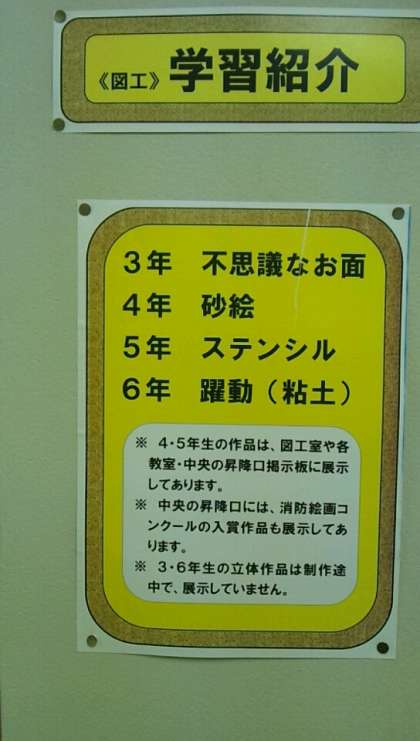 《図工》 学習紹介
3年 不思議なお面
4年 砂絵
5年 ステンシル
6年 躍動(粘土)
※ 4・5年生の作品は、図工室や各
教室・中央の昇降口掲示板に展示
してあります。
※ 中央の昇降口には、消防絵画コ
ンクールの入賞作品も展示してあ
ります。
※ 3・6年生の立体作品は制作途
中で、展示していません。